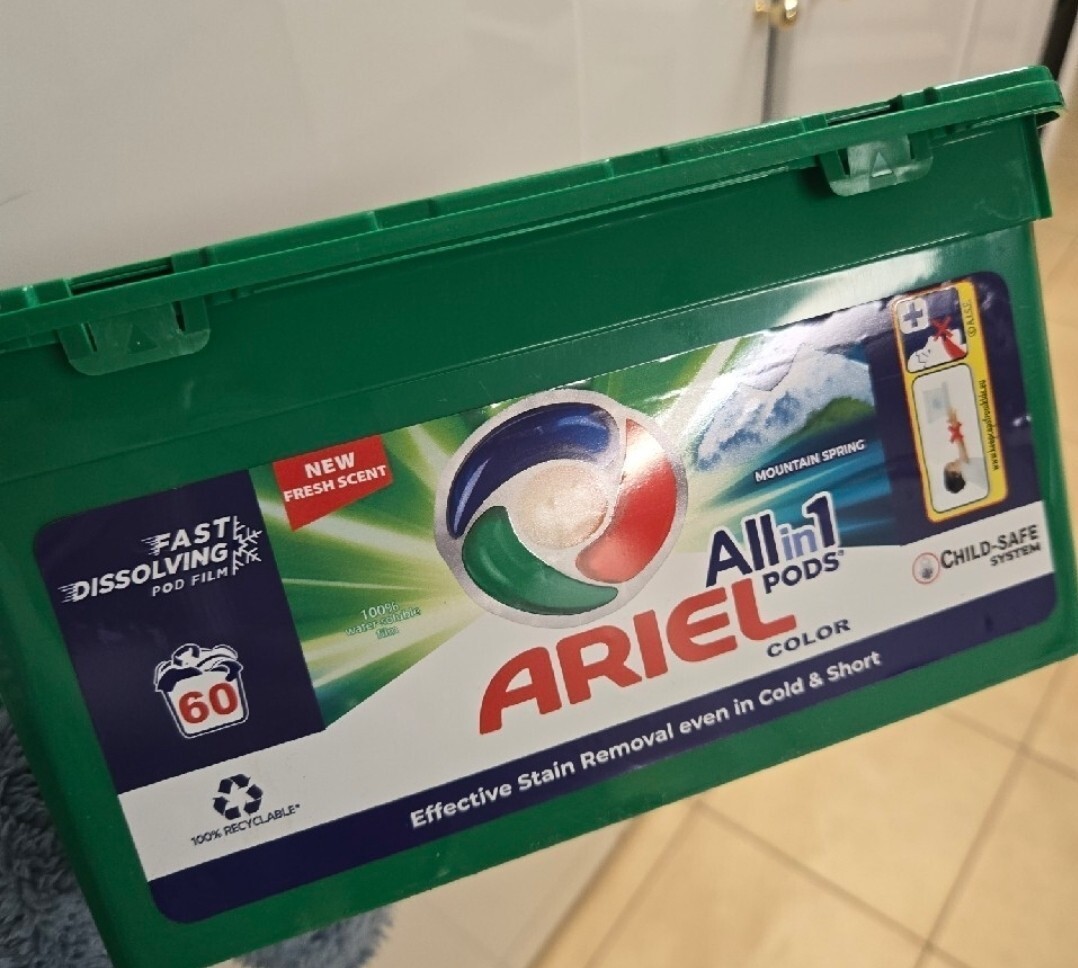 NEW
FRESH SCENT
FAST
DISSOLVING
POD FILM
MOUNTAIN SPRING
100%
water soluble
film
All in 1
PODS
ARIEL
COLOR
CHILD-SAFE
SYSTEM
60
Effective Stain Removal even in Cold & Short
100% RECYCLABLE*
© A.I.S.E.